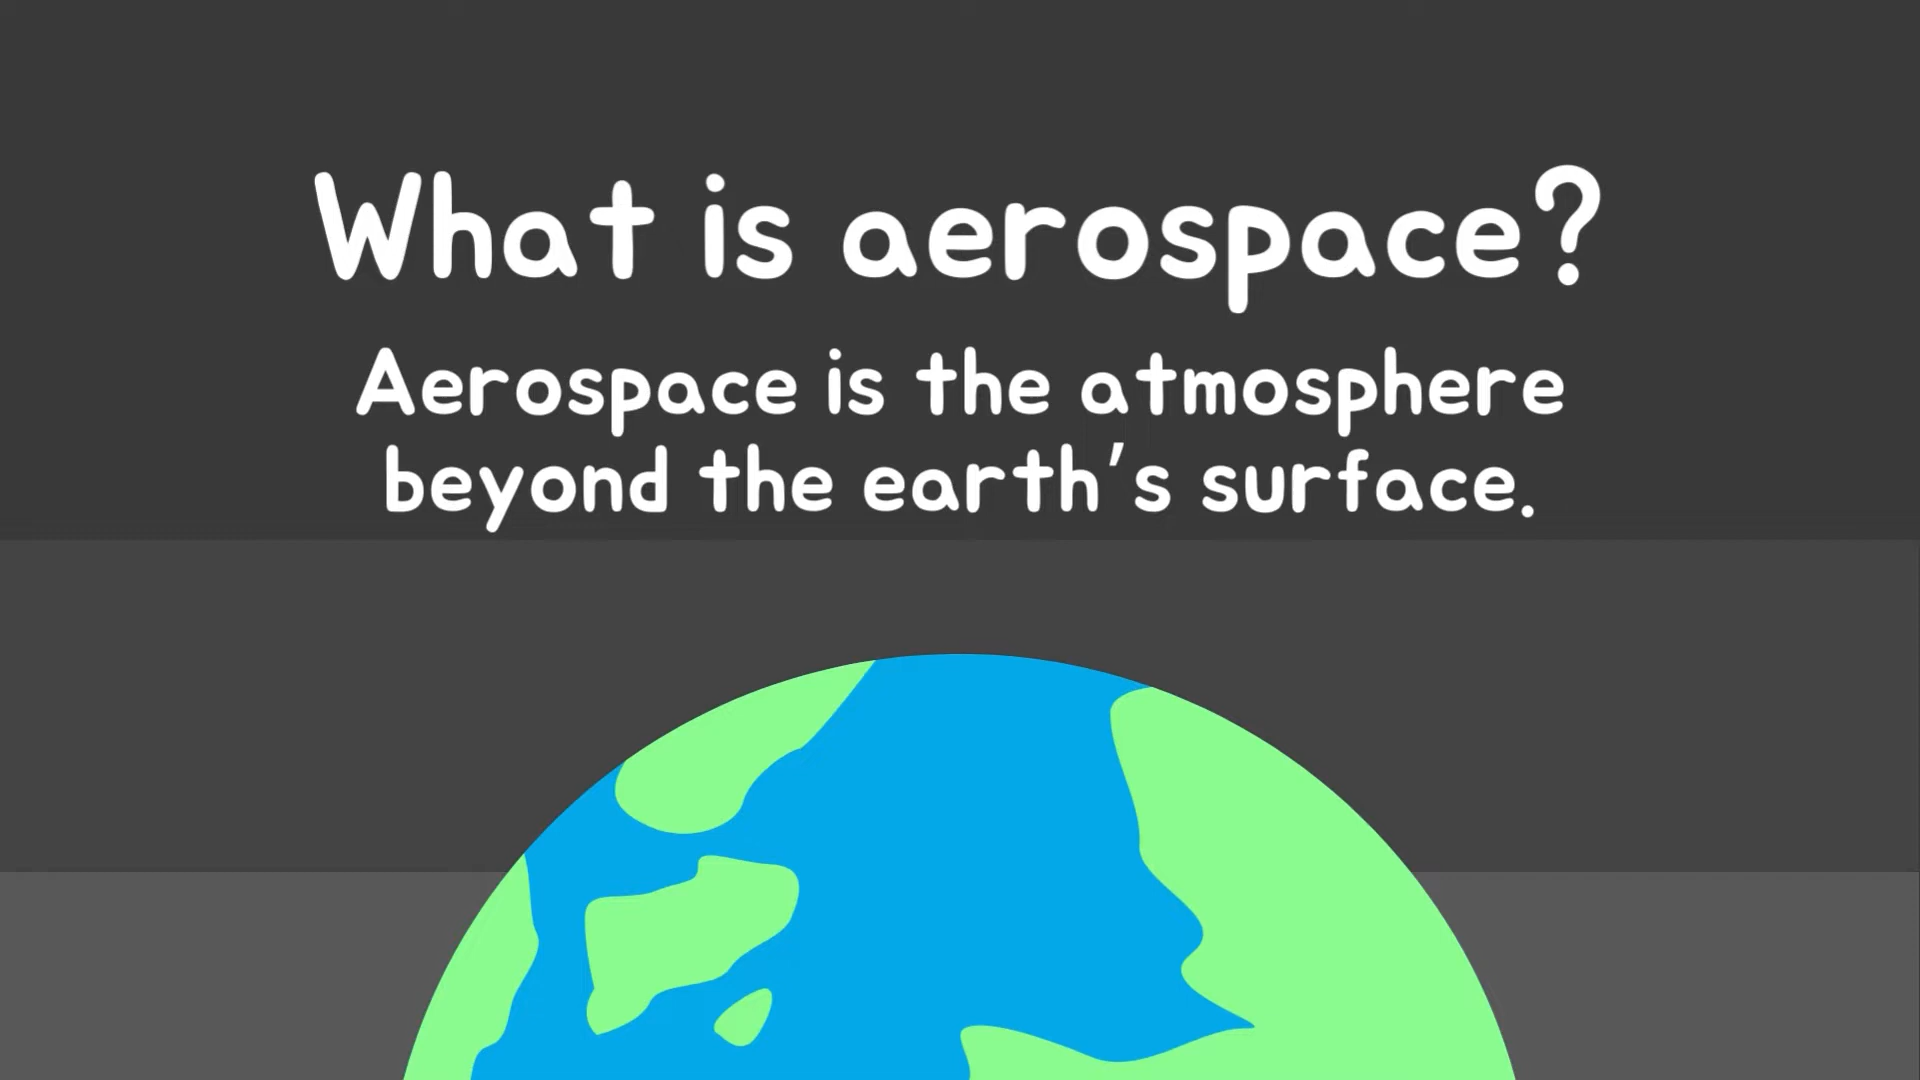 What is aerospace?
Aerospace is the atmosphere
beyond the earth's surface.